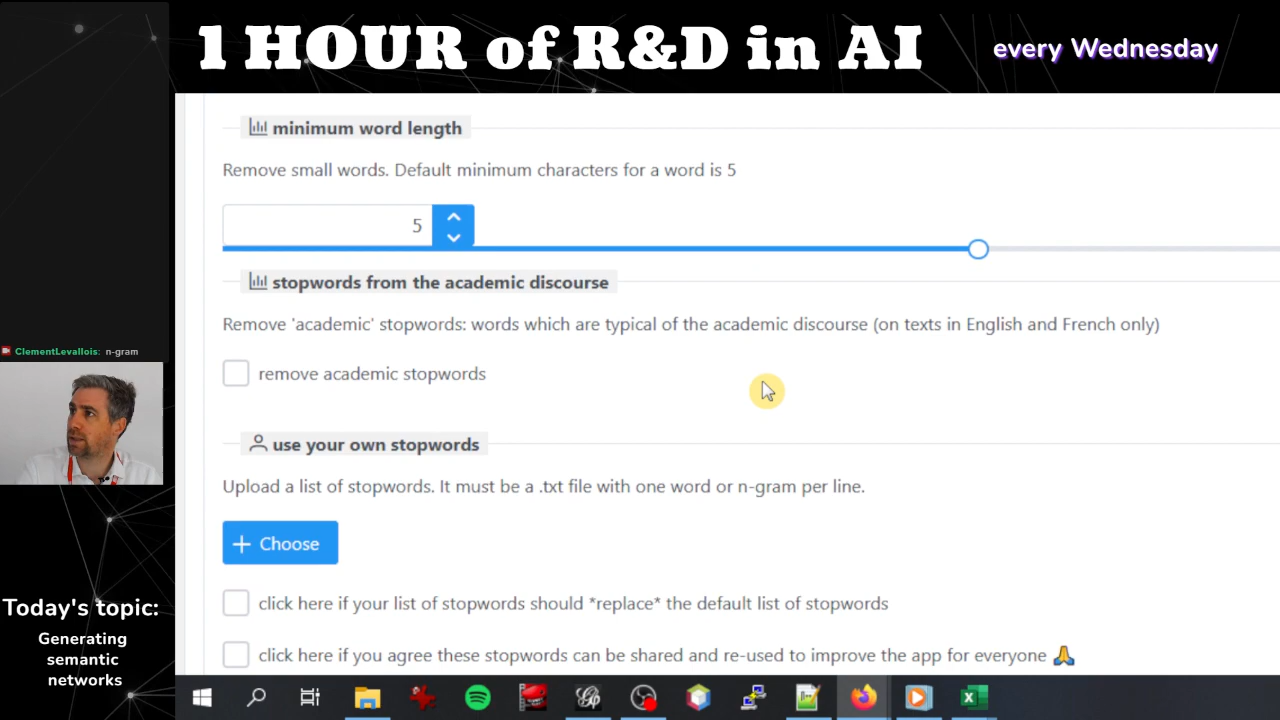 1 HOUR of R&D in AI
every Wednesday
minimum word length
Remove small words. Default minimum characters for a word is 5
5
stopwords from the academic discourse
Remove 'academic' stopwords: words which are typical of the academic discourse (on texts in English and French only)
remove academic stopwords
ClementLevallois: n-gram
use your own stopwords
Upload a list of stopwords. It must be a .txt file with one word or n-gram per line.
+ Choose
click here if your list of stopwords should *replace* the default list of stopwords
click here if you agree these stopwords can be shared and re-used to improve the app for everyone 🙏
Today's topic:
Generating
semantic
networks